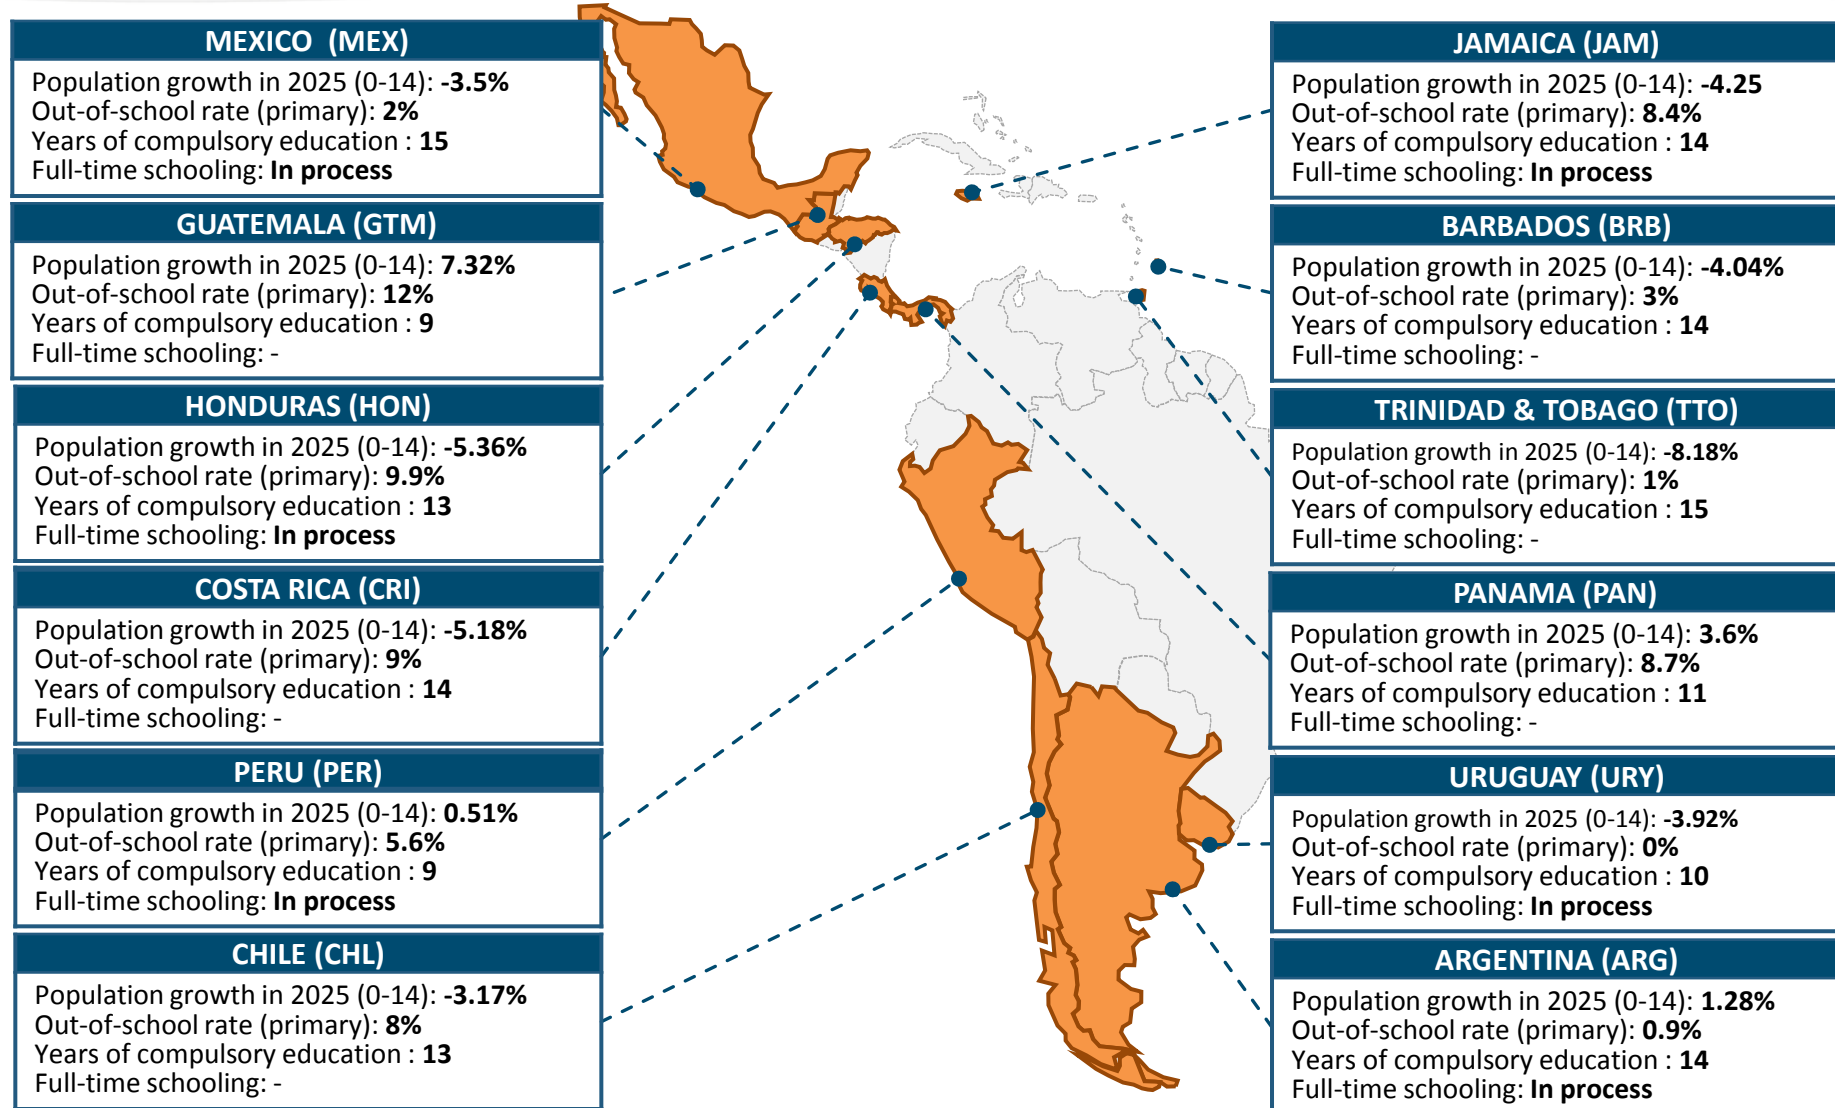 MEXICO  (MEX)
Population growth in 2025 (0-14): -3.5%
Out-of-school rate (primary): 2%
Years of compulsory education : 15
Full-time schooling: In process
GUATEMALA (GTM)
Population growth in 2025 (0-14): 7.32%
Out-of-school rate (primary): 12%
Years of compulsory education : 9
Full-time schooling: -
HONDURAS (HON)
Population growth in 2025 (0-14): -5.36%
Out-of-school rate (primary): 9.9%
Years of compulsory education : 13
Full-time schooling: In process
COSTA RICA (CRI)
Population growth in 2025 (0-14): -5.18%
Out-of-school rate (primary): 9%
Years of compulsory education : 14
Full-time schooling: -
PERU (PER)
Population growth in 2025 (0-14): 0.51%
Out-of-school rate (primary): 5.6%
Years of compulsory education : 9
Full-time schooling: In process
CHILE (CHL)
Population growth in 2025 (0-14): -3.17%
Out-of-school rate (primary): 8%
Years of compulsory education : 13
Full-time schooling: -
JAMAICA (JAM)
Population growth in 2025 (0-14): -4.25
Out-of-school rate (primary): 8.4%
Years of compulsory education : 14
Full-time schooling: In process
BARBADOS (BRB)
Population growth in 2025 (0-14): -4.04%
Out-of-school rate (primary): 3%
Years of compulsory education : 14
Full-time schooling: -
TRINIDAD & TOBAGO (TTO)
Population growth in 2025 (0-14): -8.18%
Out-of-school rate (primary): 1%
Years of compulsory education : 15
Full-time schooling: -
PANAMA (PAN)
Population growth in 2025 (0-14): 3.6%
Out-of-school rate (primary): 8.7%
Years of compulsory education : 11
Full-time schooling: -
URUGUAY (URY)
Population growth in 2025 (0-14): -3.92%
Out-of-school rate (primary): 0%
Years of compulsory education : 10
Full-time schooling: In process
ARGENTINA (ARG)
Population growth in 2025 (0-14): 1.28%
Out-of-school rate (primary): 0.9%
Years of compulsory education : 14
Full-time schooling: In process